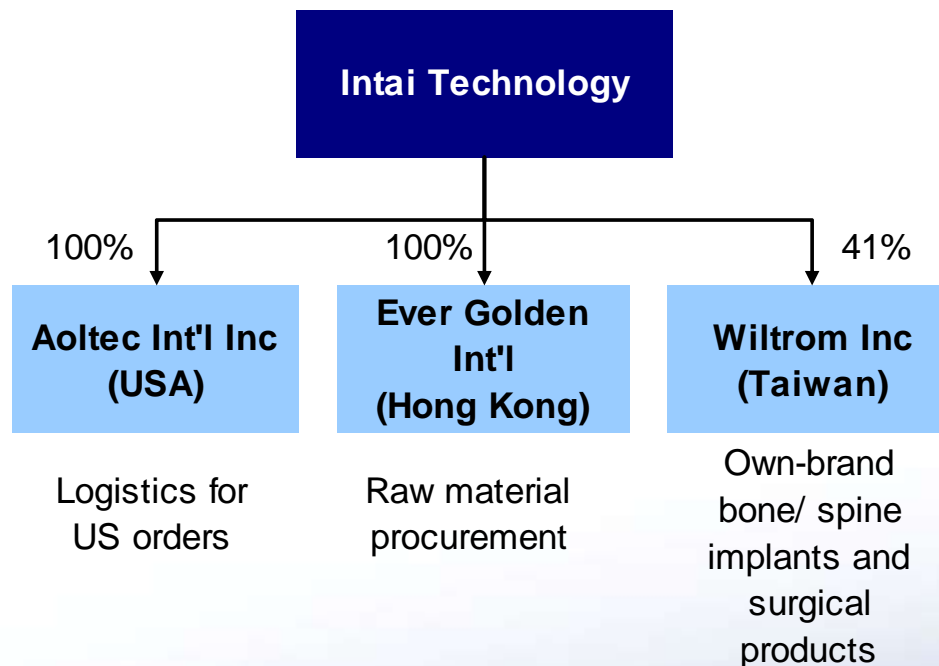 Intai Technology
100%
100%
41%
Aoltec Int'l Inc
(USA)
Ever Golden
Int'l
(Hong Kong)
Wiltrom Inc
(Taiwan)
Logistics for
US orders
Raw material
procurement
Own-brand
bone/ spine
implants and
surgical
products